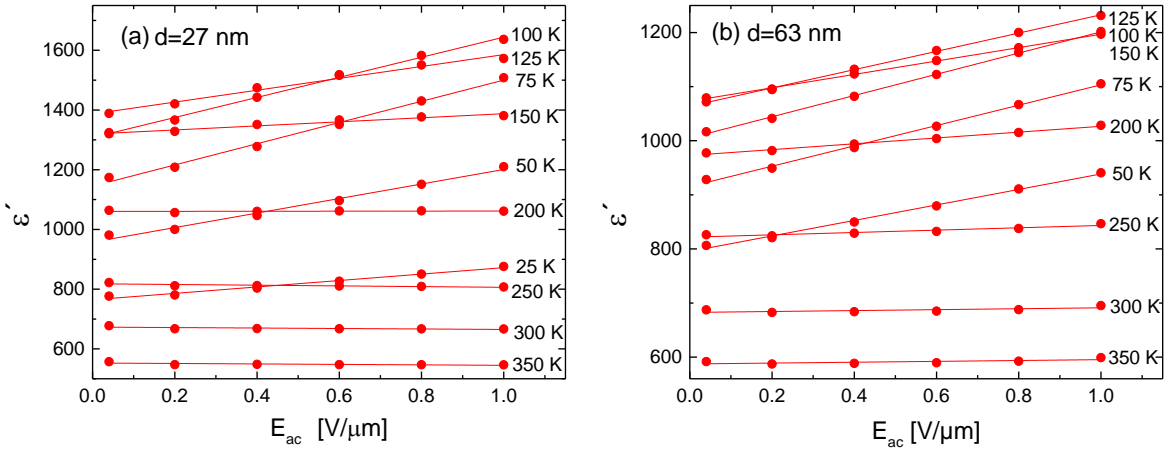 (a) d=27 nm
1600
1400
1200
1000
800
600
ε´
100 K
125 K
75 K
150 K
50 K
200 K
25 K
250 K
300 K
350 K
0.0 0.2 0.4 0.6 0.8 1.0
E_ac [V/μm]
(b) d=63 nm
1200
1000
800
600
ε´
125 K
100 K
150 K
75 K
200 K
50 K
250 K
300 K
350 K
0.0 0.2 0.4 0.6 0.8 1.0
E_ac [V/µm]